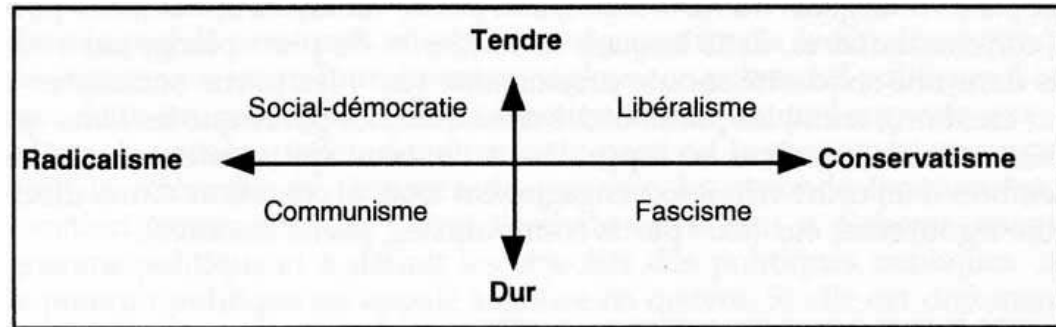 Tendre
Social-démocratie Libéralisme
Radicalisme Conservatisme
Communisme Fascisme
Dur